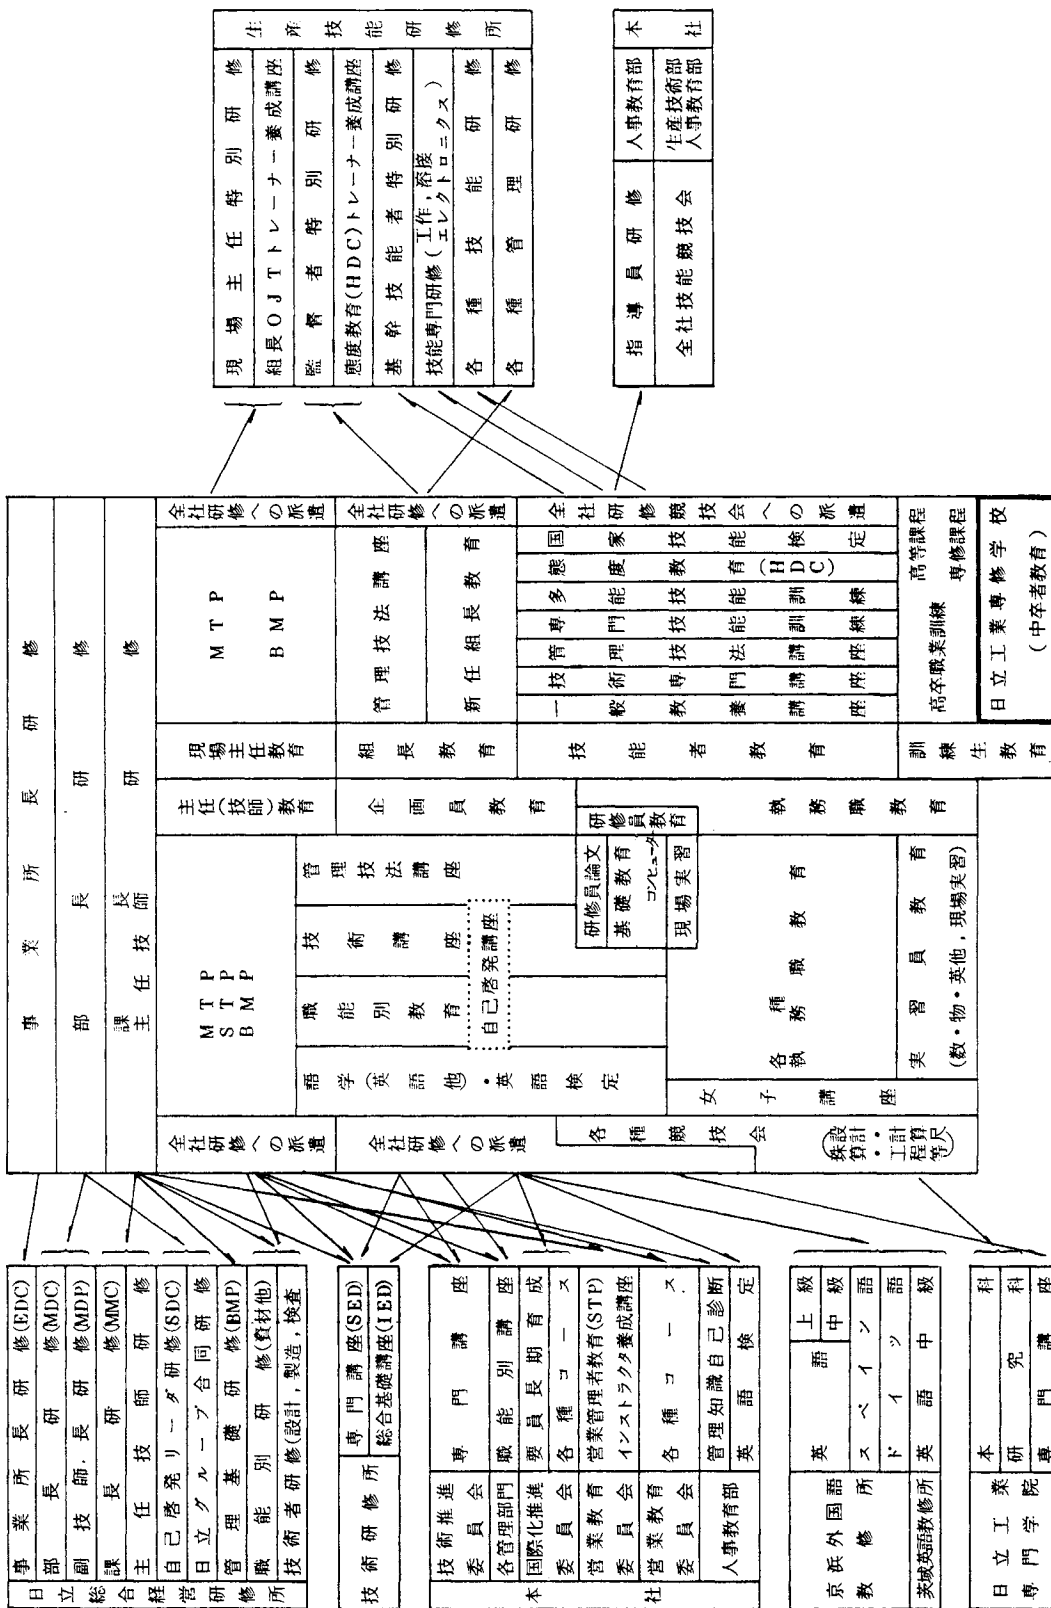 事業所長研修
部長研修
課長
主任技師 研修
主任(技師)教育
企画員教育
研修員教育
執務職教育
現場主任教育
組長教育
技能者教育
訓練生教育
全社研修への派遣
MTP
STP
BMP
全社研修への派遣
語学(英語他)・英語検定
職能別教育
技術講座
管理技法講座
自己啓発講座
研修員論文
基礎教育
コンピューター
現場実習
各種競技会
珠算・工程等
設計・計算尺
女子講座
各種執務職教育
実習員教育
(数・物・英他,現場実習)
MTP
BMP
全社研修への派遣
管理技法講座
新任組長教育
全社研修への派遣
一般教養講座
技術専門講座
管理技法講座
専門技能訓練
多能技能訓練
態度教育(HDC)
国家技能検定
全社研修競技会への派遣
高卒職業訓練
高等課程
専修課程
日立工業専修学校
(中卒者教育)
日立総合経営研修所
事業所長研修(EDC)
部長研修(MDC)
副技師長研修(MDP)
課長研修(MMC)
主任技師研修
自己啓発リーダ研修(SDC)
日立グループ合同研修
管理基礎研修(BMP)
職能別研修(資材他)
技術者研修(設計,製造,検査)
技術研修所
専門講座(SED)
総合基礎講座(IED)
本社
技術推進委員会 専門講座
各管理部門 職能別講座
国際化推進委員会 要員長期育成各種コース
営業教育委員会 営業管理者教育(STP)
インストラクタ養成講座
営業教育委員会 各種コース
人事教育部 管理知識自己診断
英語検定
京浜外国語教修所
英語 上級
中級
スペイン語
ドイツ語
茨城英語教修所 英語中級
日立工業専門学院
本科
研究科
専門講座
生産技能研修所
現場主任特別研修
組長OJTトレーナー養成講座
監督者特別研修
態度教育(HDC)トレーナー養成講座
基幹技能者特別研修
技能専門研修(工作,溶接エレクトロニクス)
各種技能研修
各種管理研修
本社
指導員研修 人事教育部
全社技能競技会 生産技術部
人事教育部